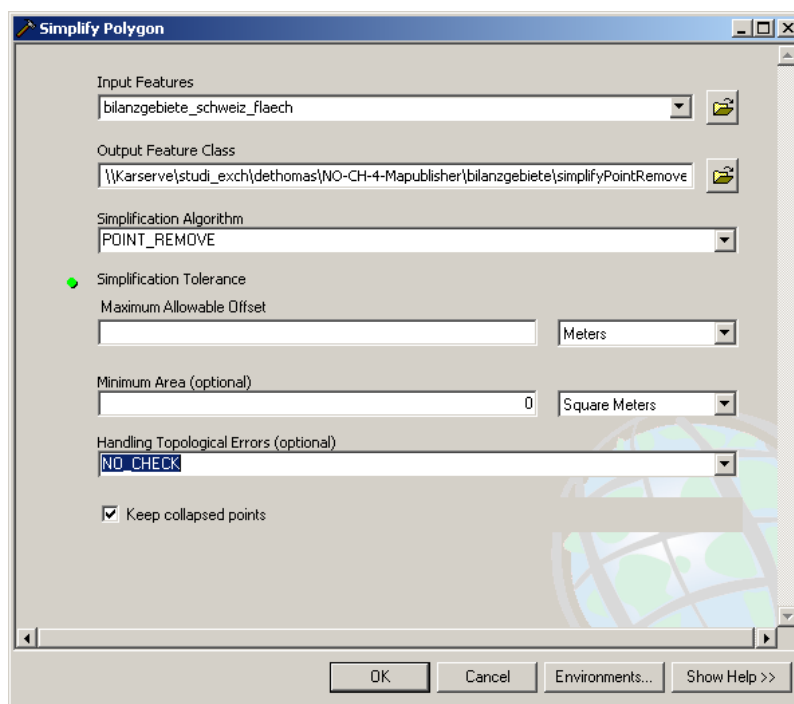 Simplify Polygon
Input Features
bilanzgebiete_schweiz_flaech
Output Feature Class
\\Karserve\studi_exch\dethomas\NO-CH-4-Mapublisher\bilanzgebiete\simplifyPointRemove
Simplification Algorithm
POINT_REMOVE
Simplification Tolerance
Maximum Allowable Offset
Meters
Minimum Area (optional)
0 Square Meters
Handling Topological Errors (optional)
NO_CHECK
Keep collapsed points
OK Cancel Environments... Show Help >>